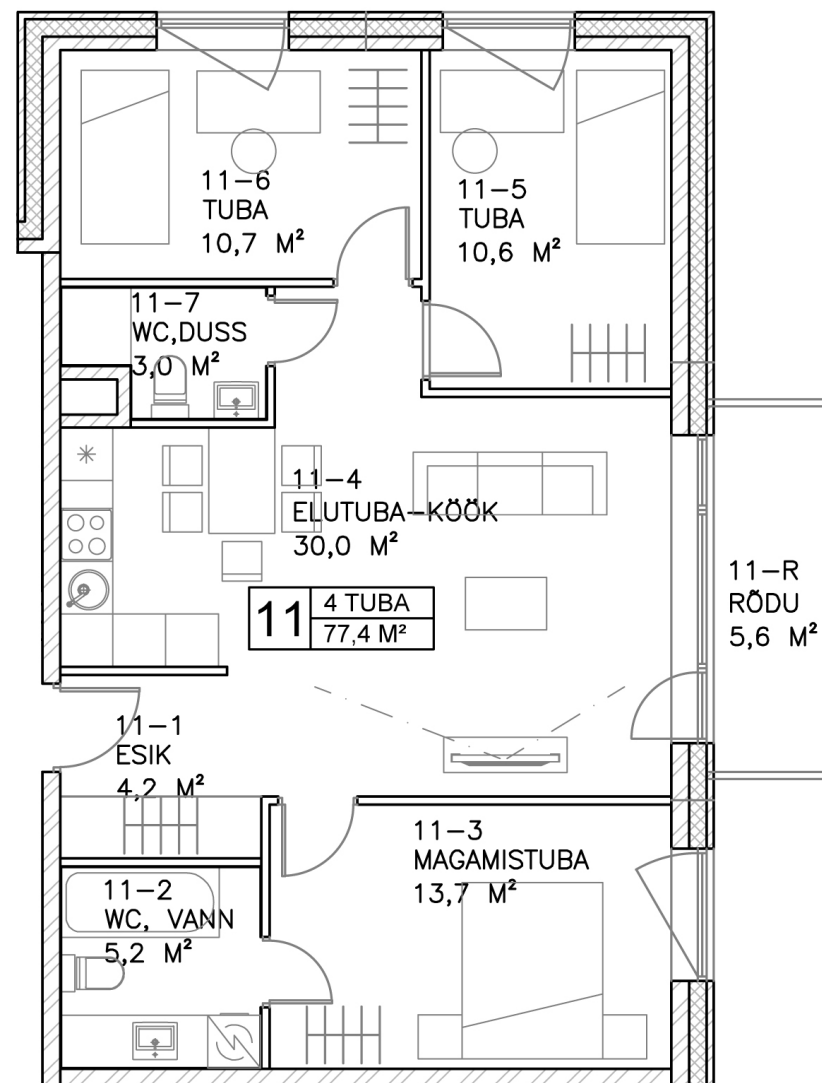 11-6
TUBA
10,7 M²
11-5
TUBA
10,6 M²
11-7
WC,DUSS
3,0 M²
11-4
ELUTUBA-KÖÖK
30,0 M²
11
4 TUBA
77,4 M²
11-R
RÕDU
5,6 M²
11-1
ESIK
4,2 M²
11-3
MAGAMISTUBA
13,7 M²
11-2
WC, VANN
5,2 M²